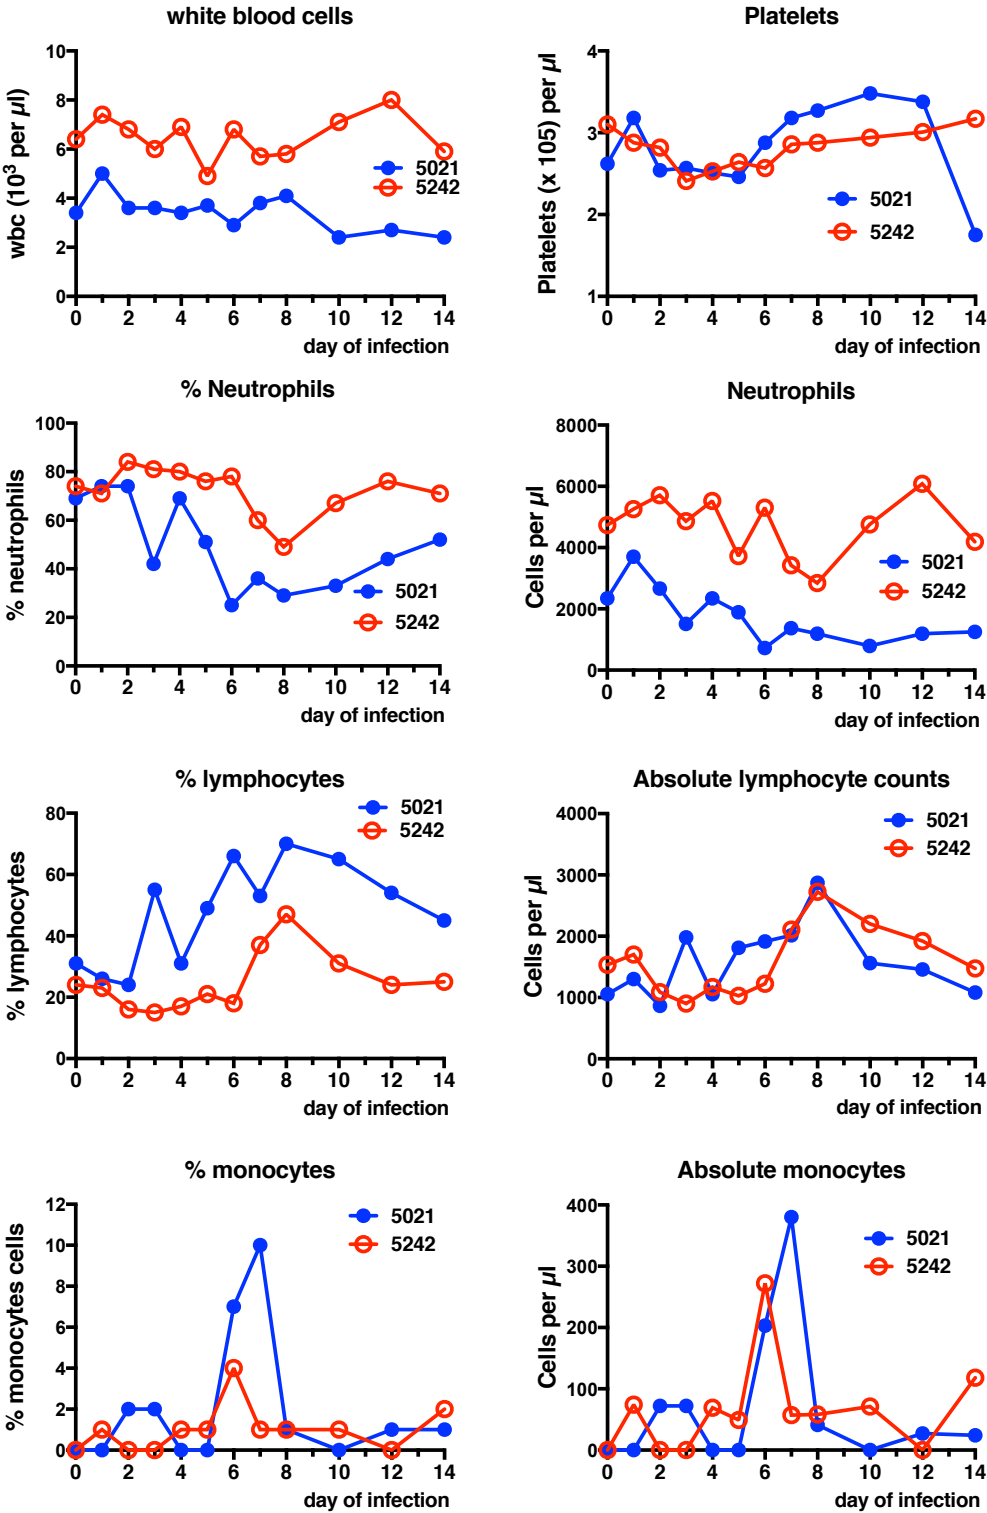 white blood cells
wbc (10³ per µl)
10
8
6
4
2
0
5021
5242
0 2 4 6 8 10 12 14
day of infection
Platelets
Platelets (x 105) per µl
4
3
2
1
5021
5242
0 2 4 6 8 10 12 14
day of infection
% Neutrophils
% neutrophils
100
80
60
40
20
0
5021
5242
0 2 4 6 8 10 12 14
day of infection
Neutrophils
Cells per µl
8000
6000
4000
2000
0
5021
5242
0 2 4 6 8 10 12 14
day of infection
% lymphocytes
% lymphocytes
80
60
40
20
0
5021
5242
0 2 4 6 8 10 12 14
day of infection
Absolute lymphocyte counts
Cells per µl
4000
3000
2000
1000
0
5021
5242
0 2 4 6 8 10 12 14
day of infection
% monocytes
% monocytes cells
12
10
8
6
4
2
0
5021
5242
0 2 4 6 8 10 12 14
day of infection
Absolute monocytes
Cells per µl
400
300
200
100
0
5021
5242
0 2 4 6 8 10 12 14
day of infection